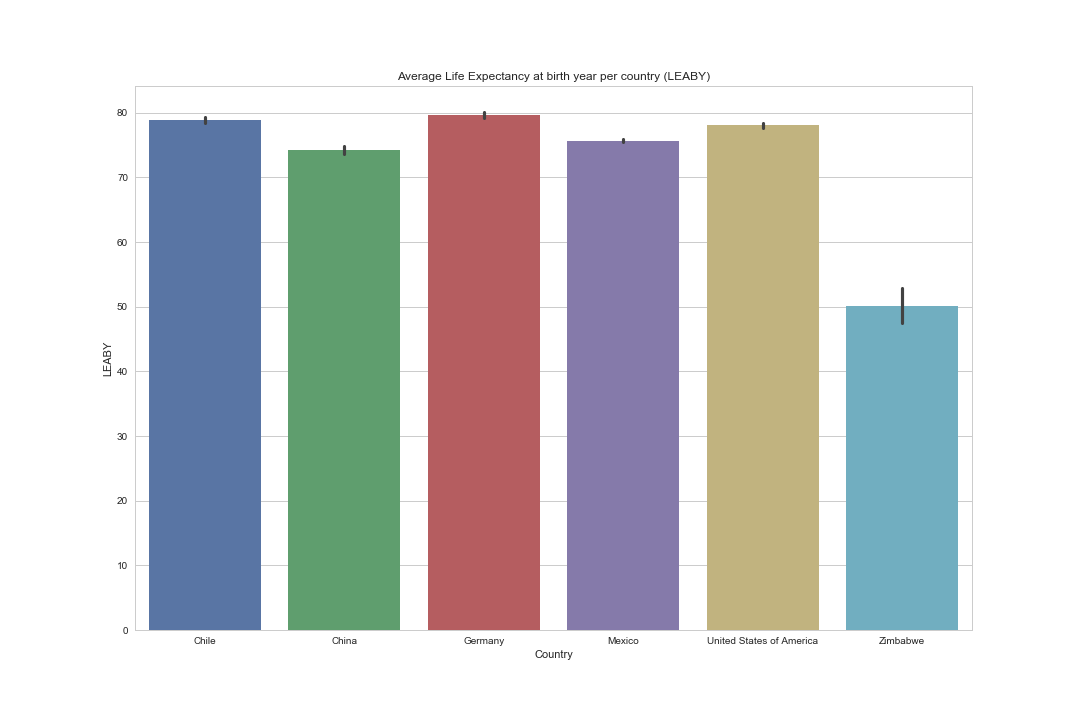 Average Life Expectancy at birth year per country (LEABY)
LEABY
80
70
60
50
40
30
20
10
0
Chile
China
Germany
Mexico
United States of America
Zimbabwe
Country